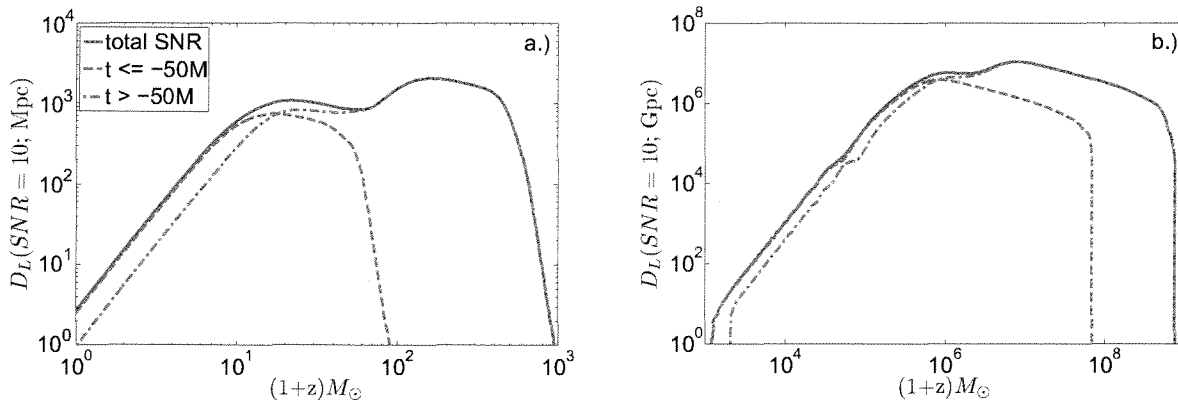 a.)
total SNR
t <= −50M
t > −50M
D_L(SNR = 10; Mpc)
10^4
10^3
10^2
10^1
10^0
10^0
10^1
10^2
10^3
(1+z)M_⊙
b.)
D_L(SNR = 10; Gpc)
10^8
10^6
10^4
10^2
10^0
10^4
10^6
10^8
(1+z)M_⊙